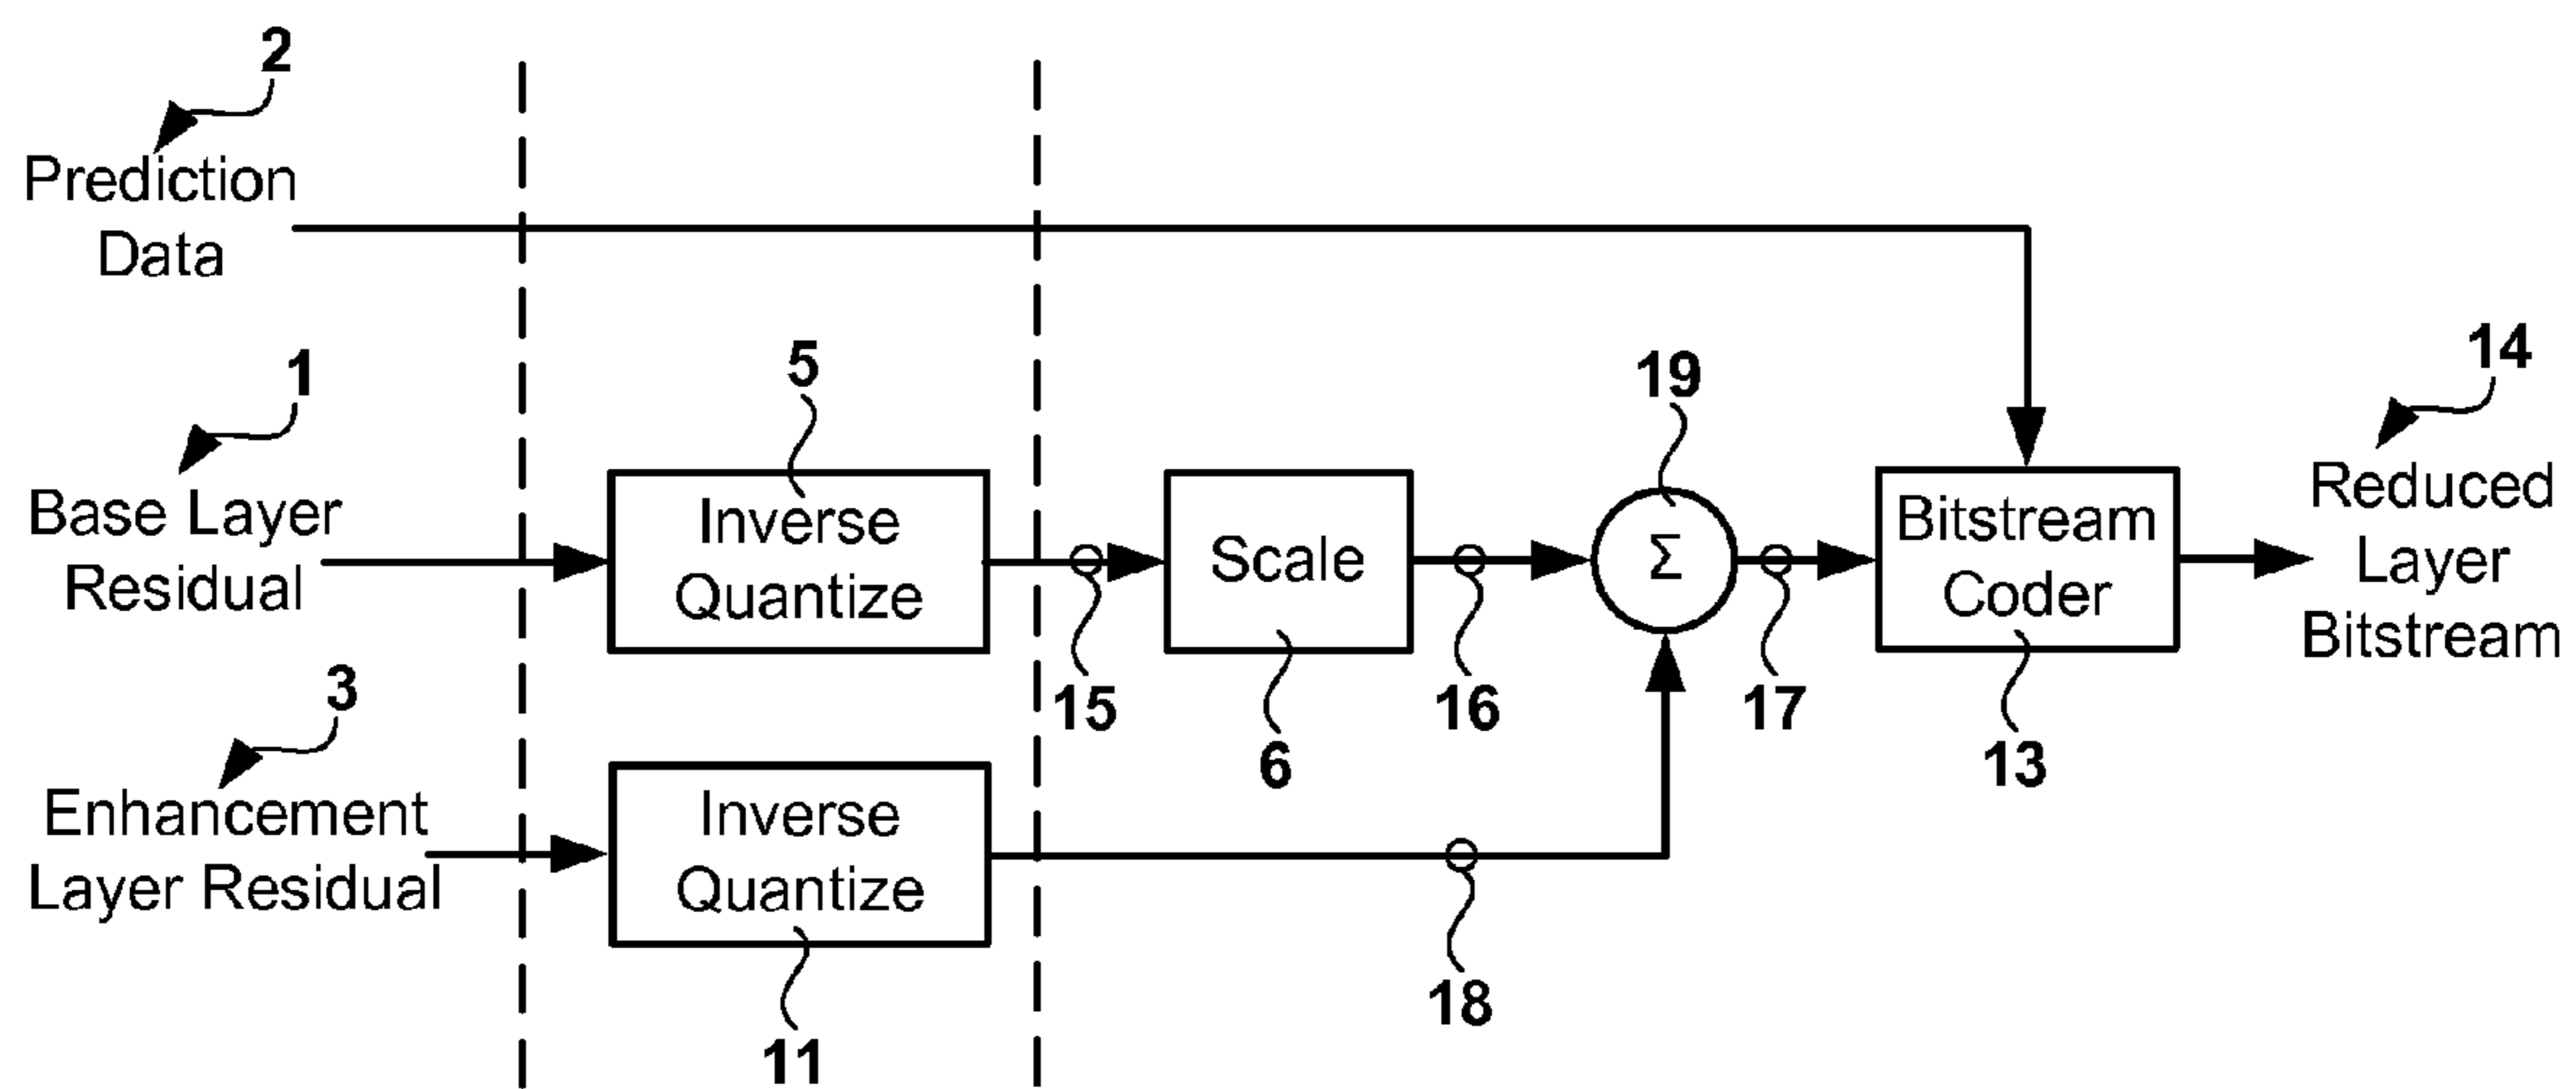 2
Prediction
Data
1
Base Layer
Residual
3
Enhancement
Layer Residual
5
Inverse
Quantize
15
Scale
6
16
19
Σ
17
Bitstream
Coder
13
14
Reduced
Layer
Bitstream
Inverse
Quantize
11
18